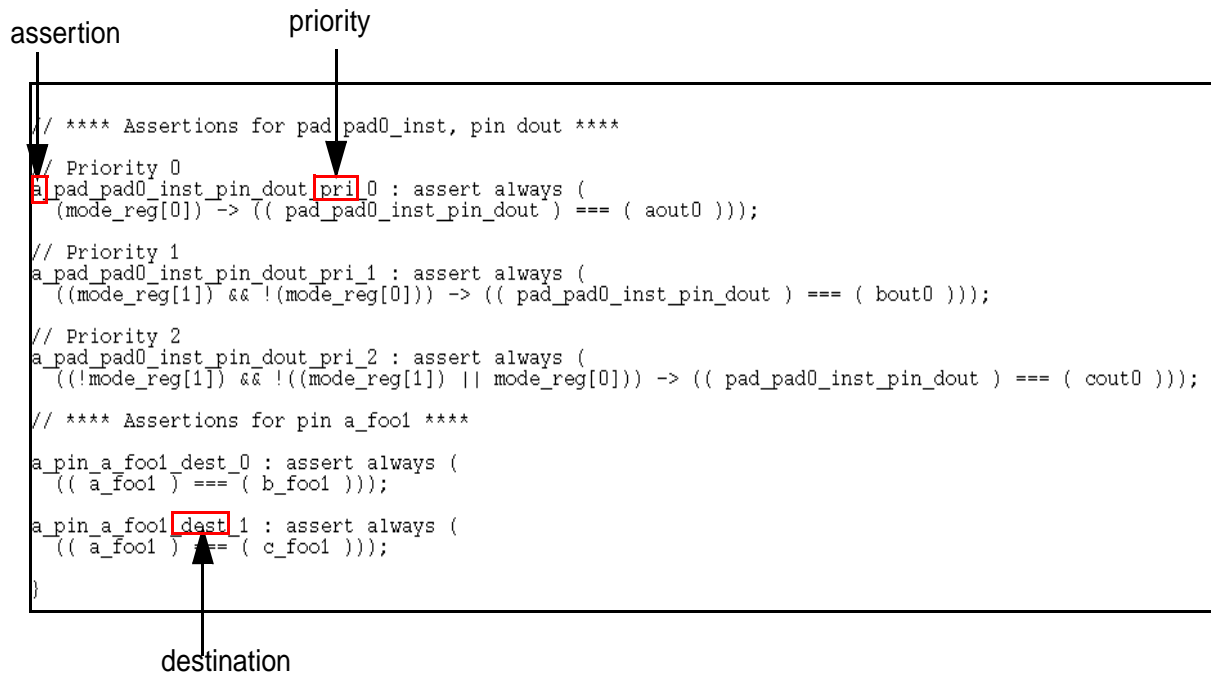 assertion
priority
// **** Assertions for pad pad0_inst, pin dout ****
// Priority 0
a_pad_pad0_inst_pin_dout_pri_0 : assert always (
(mode_reg[0]) -> (( pad_pad0_inst_pin_dout ) === ( aout0 )));
// Priority 1
a_pad_pad0_inst_pin_dout_pri_1 : assert always (
((mode_reg[1]) && !(mode_reg[0])) -> (( pad_pad0_inst_pin_dout ) === ( bout0 )));
// Priority 2
a_pad_pad0_inst_pin_dout_pri_2 : assert always (
((!mode_reg[1]) && !((mode_reg[1]) || mode_reg[0])) -> (( pad_pad0_inst_pin_dout ) === ( cout0 )));
// **** Assertions for pin a_foo1 ****
a_pin_a_foo1_dest_0 : assert always (
(( a_foo1 ) === ( b_foo1 )));
a_pin_a_foo1_dest_1 : assert always (
(( a_foo1 ) === ( c_foo1 )));
}
destination